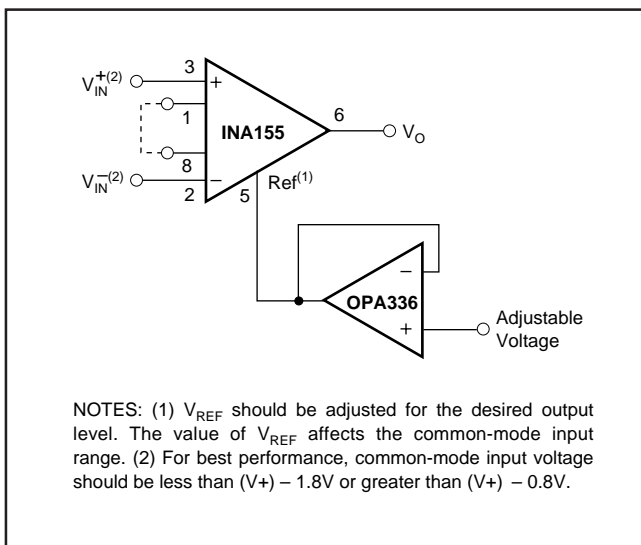 V+(2)IN
3
+
1
INA155
6
VO
8
V−(2)IN
−
2
5
Ref(1)
−
OPA336
+
Adjustable
Voltage
NOTES: (1) VREF should be adjusted for the desired output
level. The value of VREF affects the common-mode input
range. (2) For best performance, common-mode input voltage
should be less than (V+) – 1.8V or greater than (V+) – 0.8V.